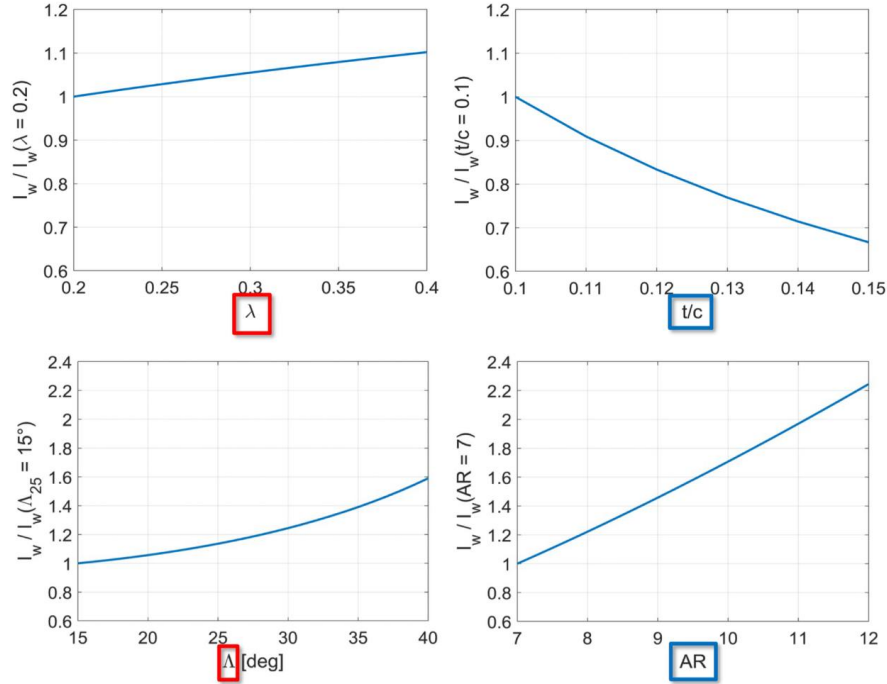 1.2
1.1
1
0.9
0.8
0.7
0.6
I_w / I_w(λ = 0.2)
0.2 0.25 0.3 0.35 0.4
λ
1.2
1.1
1
0.9
0.8
0.7
0.6
I_w / I_w(t/c = 0.1)
0.1 0.11 0.12 0.13 0.14 0.15
t/c
2.4
2.2
2
1.8
1.6
1.4
1.2
1
0.8
0.6
I_w / I_w(Λ_25 = 15°)
15 20 25 30 35 40
Λ [deg]
2.4
2.2
2
1.8
1.6
1.4
1.2
1
0.8
0.6
I_w / I_w(AR = 7)
7 8 9 10 11 12
AR